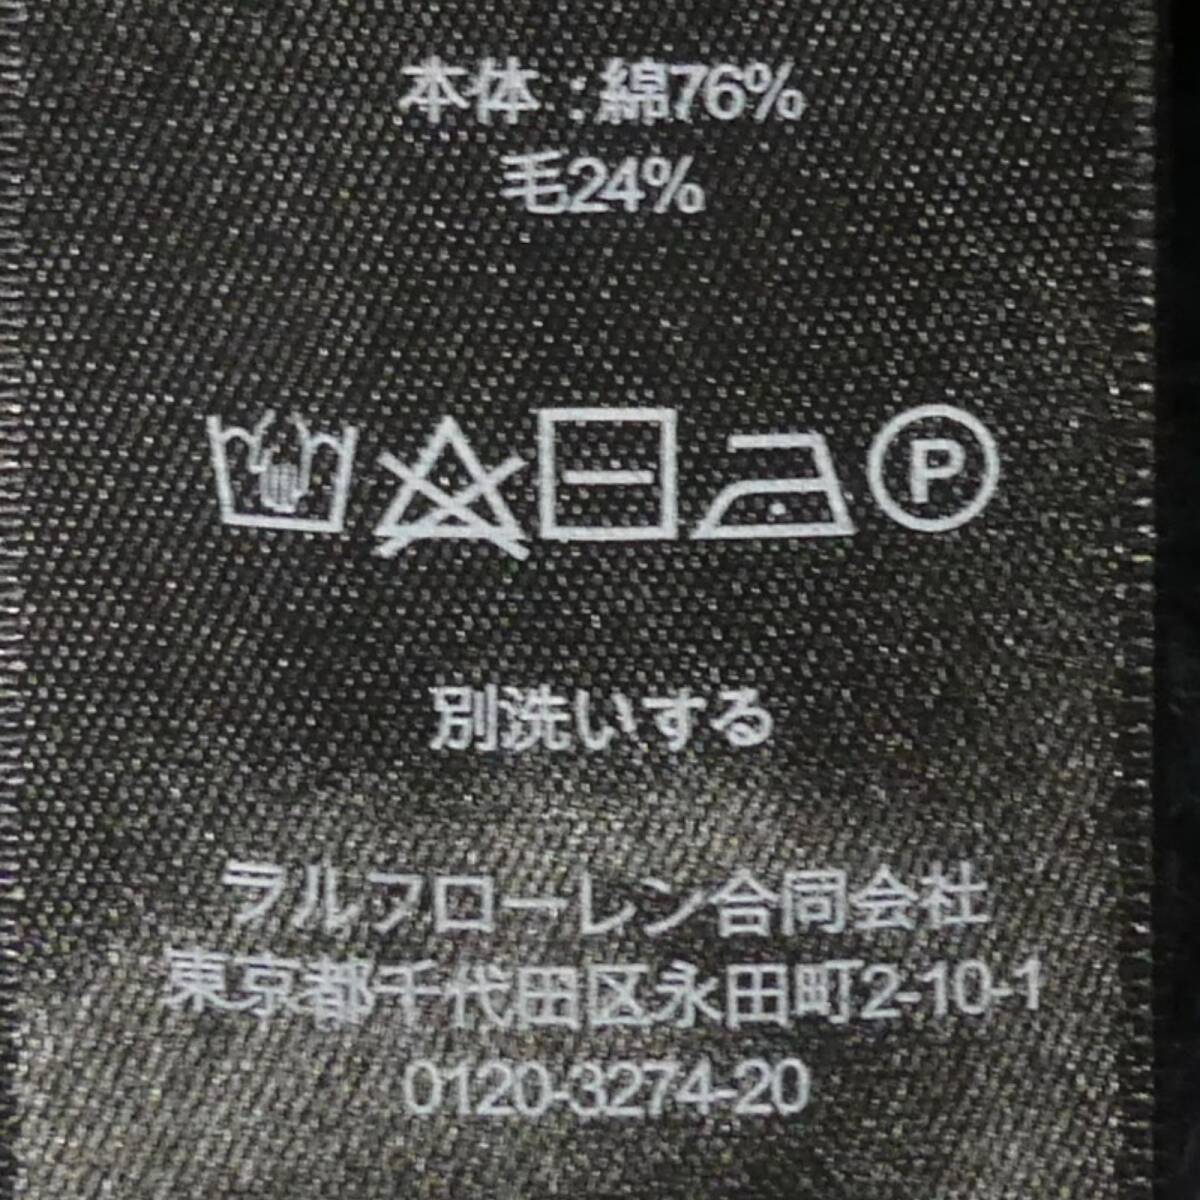 本体 : 綿76%
毛24%
P
別洗いする
ラルフローレン合同会社
東京都千代田区永田町2-10-1
0120-3274-20